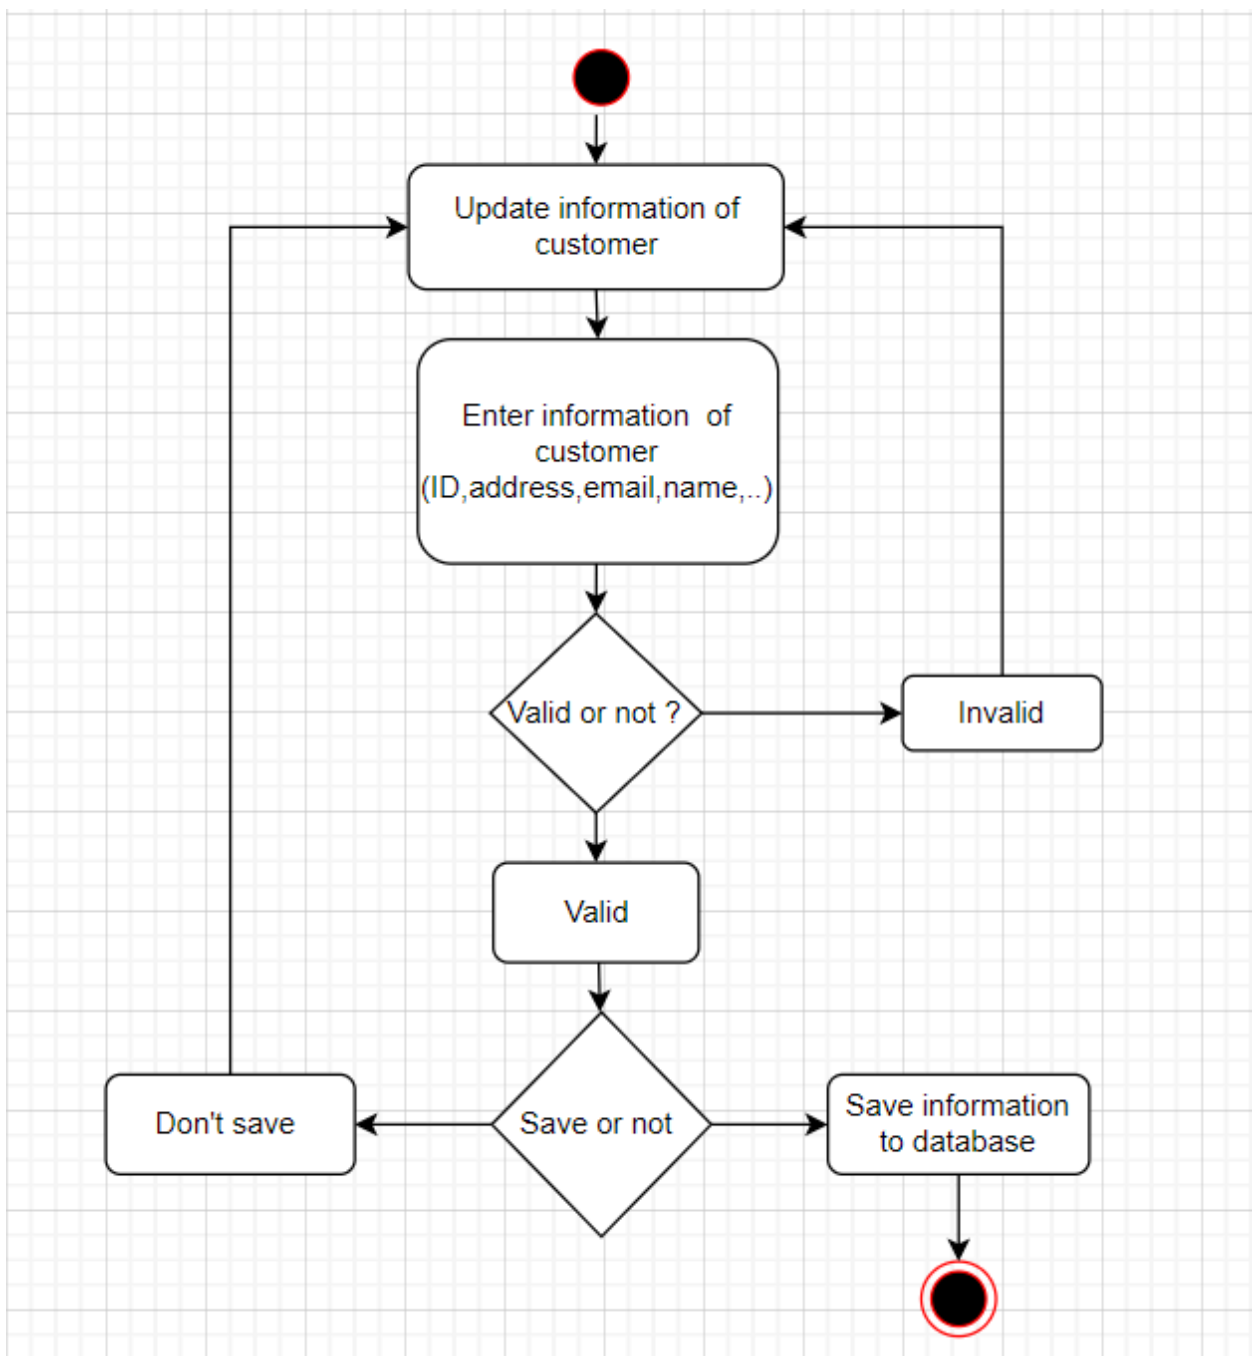 Update information of
customer
Enter information  of
customer
(ID,address,email,name,..)
Valid or not ?
Invalid
Valid
Don't save
Save or not
Save information
to database